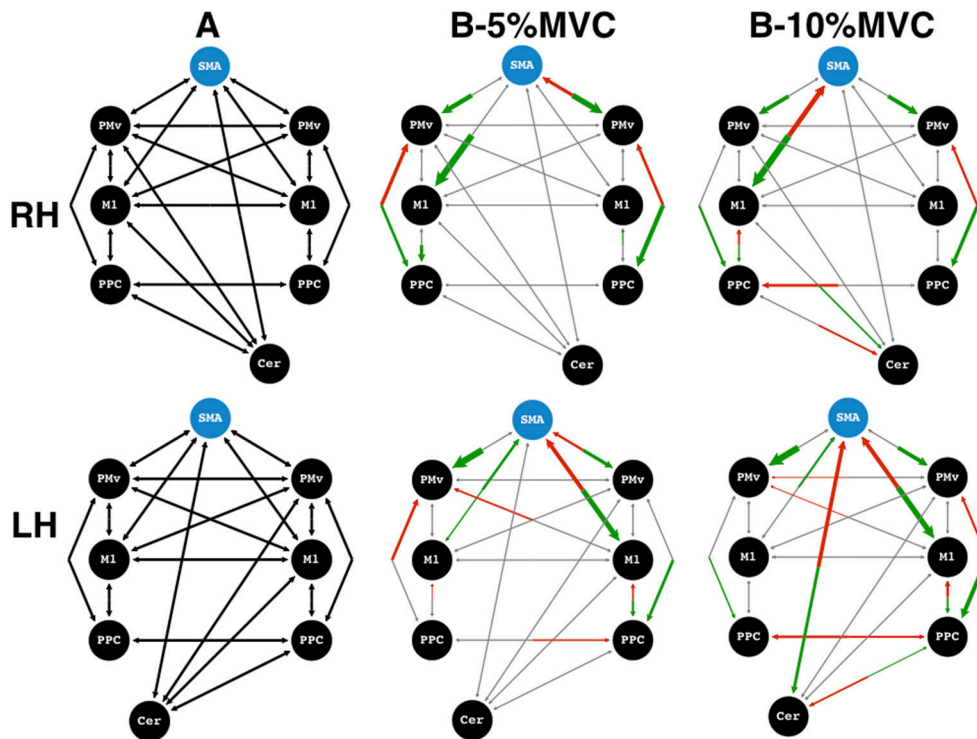 A B-5%MVC B-10%MVC
RH
SMA SMA SMA
PMv PMv PMv PMv PMv PMv
M1 M1 M1 M1 M1 M1
PPC PPC PPC PPC PPC PPC
Cer Cer Cer
LH
SMA SMA SMA
PMv PMv PMv PMv PMv PMv
M1 M1 M1 M1 M1 M1
PPC PPC PPC PPC PPC PPC
Cer Cer Cer